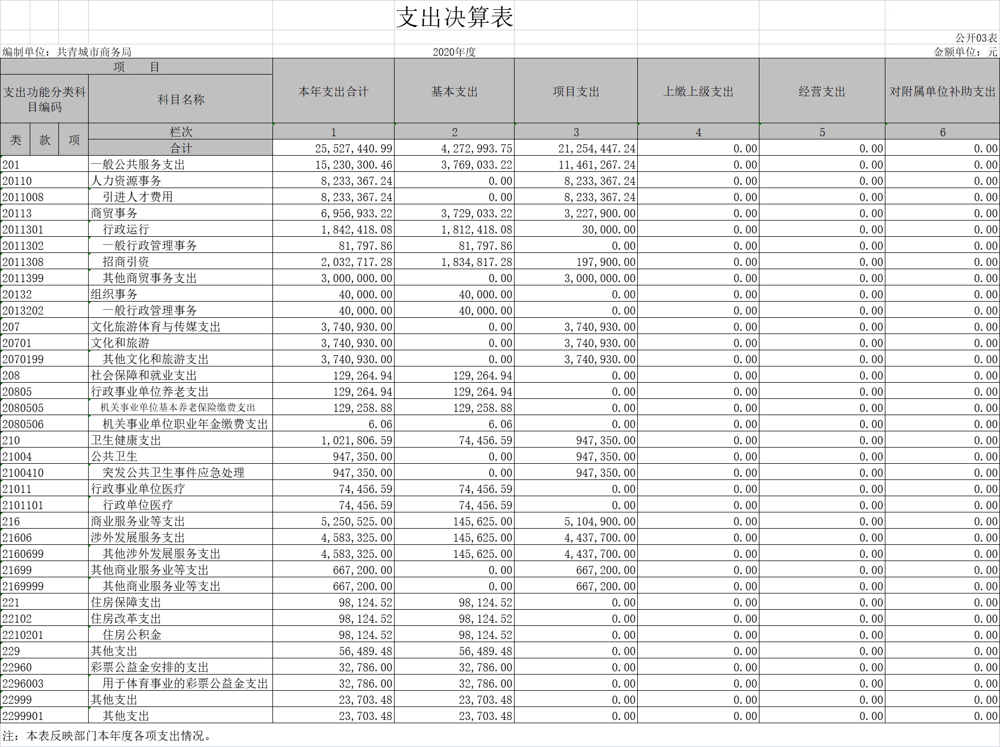 支出决算表
公开03表
编制单位：共青城市商务局 2020年度 金额单位：元
项 目 本年支出合计 基本支出 项目支出 上缴上级支出 经营支出 对附属单位补助支出
支出功能分类科目编码 科目名称
类 款 项 栏次 1 2 3 4 5 6
合计 25,527,440.99 4,272,993.75 21,254,447.24 0.00 0.00 0.00
201 一般公共服务支出 15,230,300.46 3,769,033.22 11,461,267.24 0.00 0.00 0.00
20110 人力资源事务 8,233,367.24 0.00 8,233,367.24 0.00 0.00 0.00
2011008 引进人才费用 8,233,367.24 0.00 8,233,367.24 0.00 0.00 0.00
20113 商贸事务 6,956,933.22 3,729,033.22 3,227,900.00 0.00 0.00 0.00
2011301 行政运行 1,842,418.08 1,812,418.08 30,000.00 0.00 0.00 0.00
2011302 一般行政管理事务 81,797.86 81,797.86 0.00 0.00 0.00 0.00
2011308 招商引资 2,032,717.28 1,834,817.28 197,900.00 0.00 0.00 0.00
2011399 其他商贸事务支出 3,000,000.00 0.00 3,000,000.00 0.00 0.00 0.00
20132 组织事务 40,000.00 40,000.00 0.00 0.00 0.00 0.00
2013202 一般行政管理事务 40,000.00 40,000.00 0.00 0.00 0.00 0.00
207 文化旅游体育与传媒支出 3,740,930.00 0.00 3,740,930.00 0.00 0.00 0.00
20701 文化和旅游 3,740,930.00 0.00 3,740,930.00 0.00 0.00 0.00
2070199 其他文化和旅游支出 3,740,930.00 0.00 3,740,930.00 0.00 0.00 0.00
208 社会保障和就业支出 129,264.94 129,264.94 0.00 0.00 0.00 0.00
20805 行政事业单位养老支出 129,264.94 129,264.94 0.00 0.00 0.00 0.00
2080505 机关事业单位基本养老保险缴费支出 129,258.88 129,258.88 0.00 0.00 0.00 0.00
2080506 机关事业单位职业年金缴费支出 6.06 6.06 0.00 0.00 0.00 0.00
210 卫生健康支出 1,021,806.59 74,456.59 947,350.00 0.00 0.00 0.00
21004 公共卫生 947,350.00 0.00 947,350.00 0.00 0.00 0.00
2100410 突发公共卫生事件应急处理 947,350.00 0.00 947,350.00 0.00 0.00 0.00
21011 行政事业单位医疗 74,456.59 74,456.59 0.00 0.00 0.00 0.00
2101101 行政单位医疗 74,456.59 74,456.59 0.00 0.00 0.00 0.00
216 商业服务业等支出 5,250,525.00 145,625.00 5,104,900.00 0.00 0.00 0.00
21606 涉外发展服务支出 4,583,325.00 145,625.00 4,437,700.00 0.00 0.00 0.00
2160699 其他涉外发展服务支出 4,583,325.00 145,625.00 4,437,700.00 0.00 0.00 0.00
21699 其他商业服务业等支出 667,200.00 0.00 667,200.00 0.00 0.00 0.00
2169999 其他商业服务业等支出 667,200.00 0.00 667,200.00 0.00 0.00 0.00
221 住房保障支出 98,124.52 98,124.52 0.00 0.00 0.00 0.00
22102 住房改革支出 98,124.52 98,124.52 0.00 0.00 0.00 0.00
2210201 住房公积金 98,124.52 98,124.52 0.00 0.00 0.00 0.00
229 其他支出 56,489.48 56,489.48 0.00 0.00 0.00 0.00
22960 彩票公益金安排的支出 32,786.00 32,786.00 0.00 0.00 0.00 0.00
2296003 用于体育事业的彩票公益金支出 32,786.00 32,786.00 0.00 0.00 0.00 0.00
22999 其他支出 23,703.48 23,703.48 0.00 0.00 0.00 0.00
2299901 其他支出 23,703.48 23,703.48 0.00 0.00 0.00 0.00
注：本表反映部门本年度各项支出情况。